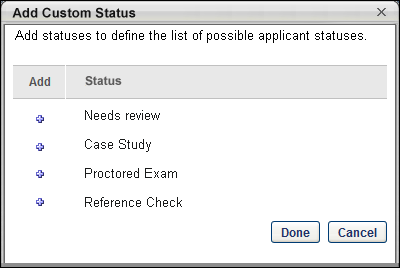 Add Custom Status
Add statuses to define the list of possible applicant statuses.
Add Status
Needs review
Case Study
Proctored Exam
Reference Check
Done Cancel